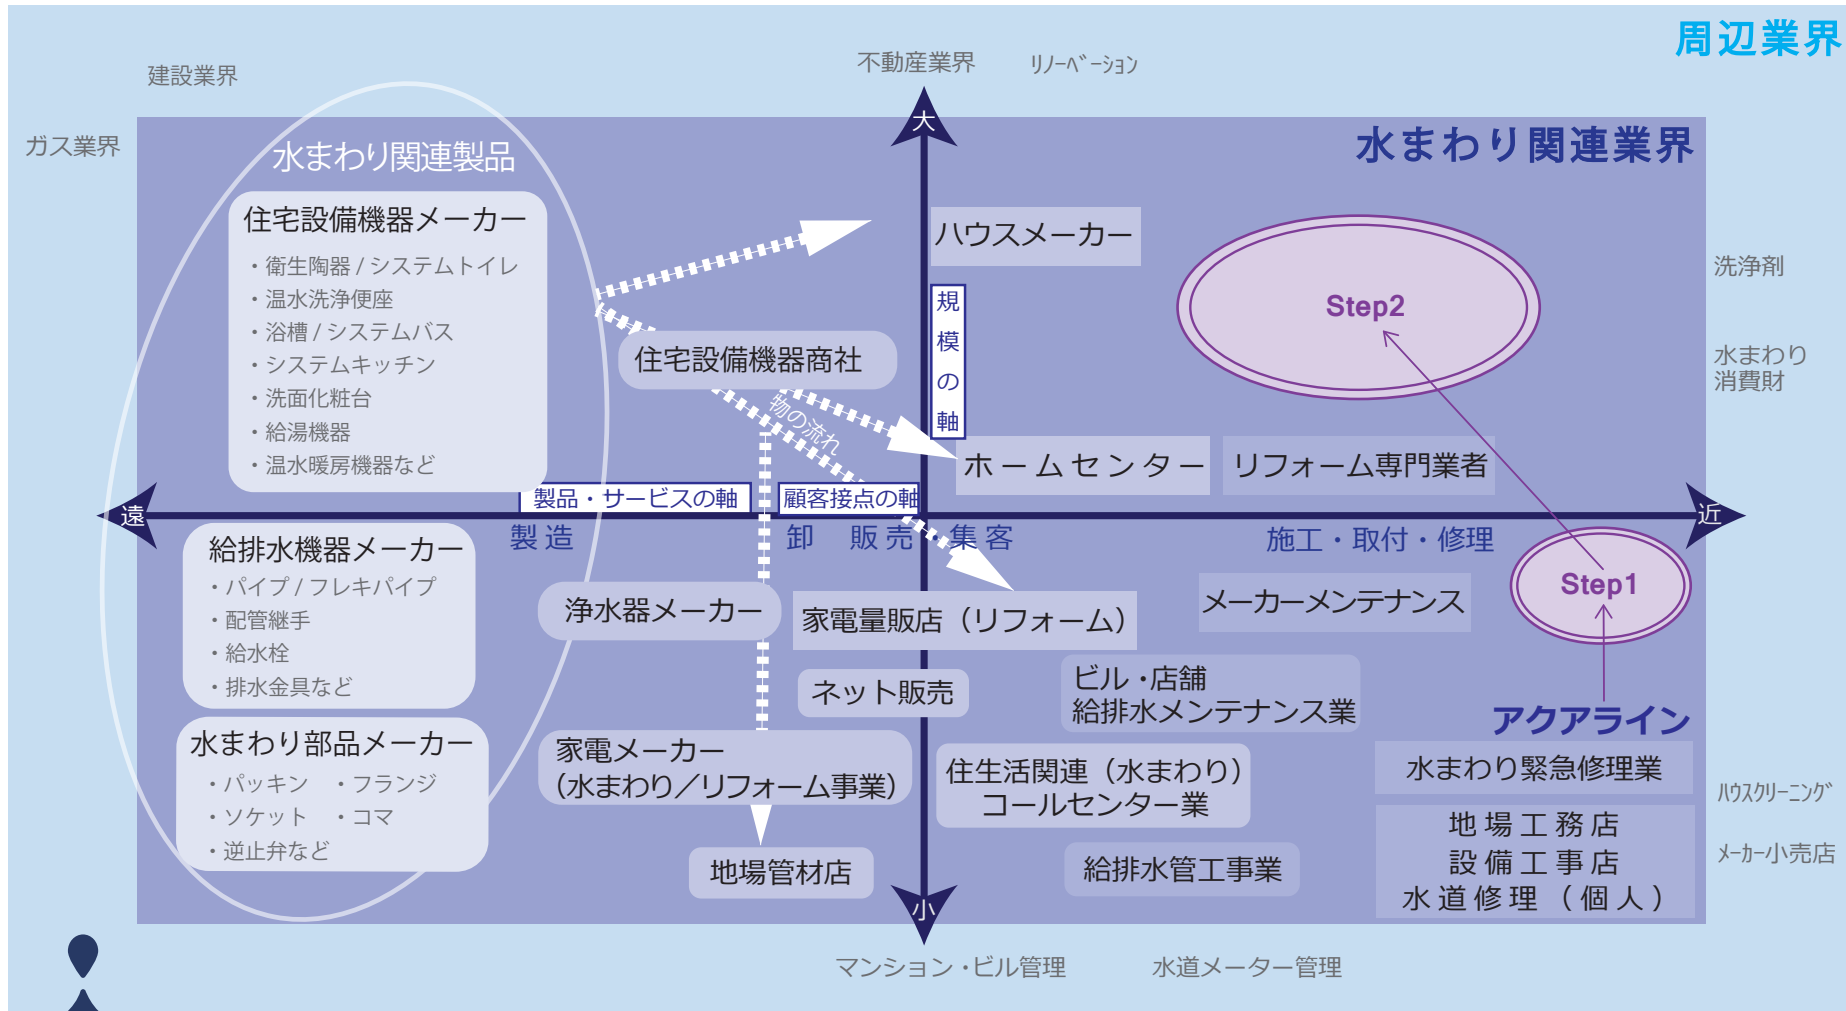 周辺業界
建設業界
不動産業界
リノベーション
ガス業界
水まわり関連業界
水まわり関連製品
大
住宅設備機器メーカー
・衛生陶器 / システムトイレ
・温水洗浄便座
・浴槽 / システムバス
・システムキッチン
・洗面化粧台
・給湯機器
・温水暖房機器など
ハウスメーカー
規模の軸
Step2
洗浄剤
水まわり
消費財
住宅設備機器商社
物の流れ
ホームセンター
リフォーム専門業者
製品・サービスの軸
顧客接点の軸
遠
近
製造
卸
販売・集客
施工・取付・修理
給排水機器メーカー
・パイプ / フレキパイプ
・配管継手
・給水栓
・排水金具など
浄水器メーカー
家電量販店（リフォーム）
メーカーメンテナンス
Step1
ネット販売
ビル・店舗
給排水メンテナンス業
アクアライン
水まわり部品メーカー
・パッキン　・フランジ
・ソケット　・コマ
・逆止弁など
家電メーカー
（水まわり／リフォーム事業）
住生活関連（水まわり）
コールセンター業
水まわり緊急修理業
地場工務店
設備工事店
水道修理（個人）
ハウスクリーニング
メーカー小売店
地場管材店
給排水管工事業
小
マンション・ビル管理
水道メーター管理